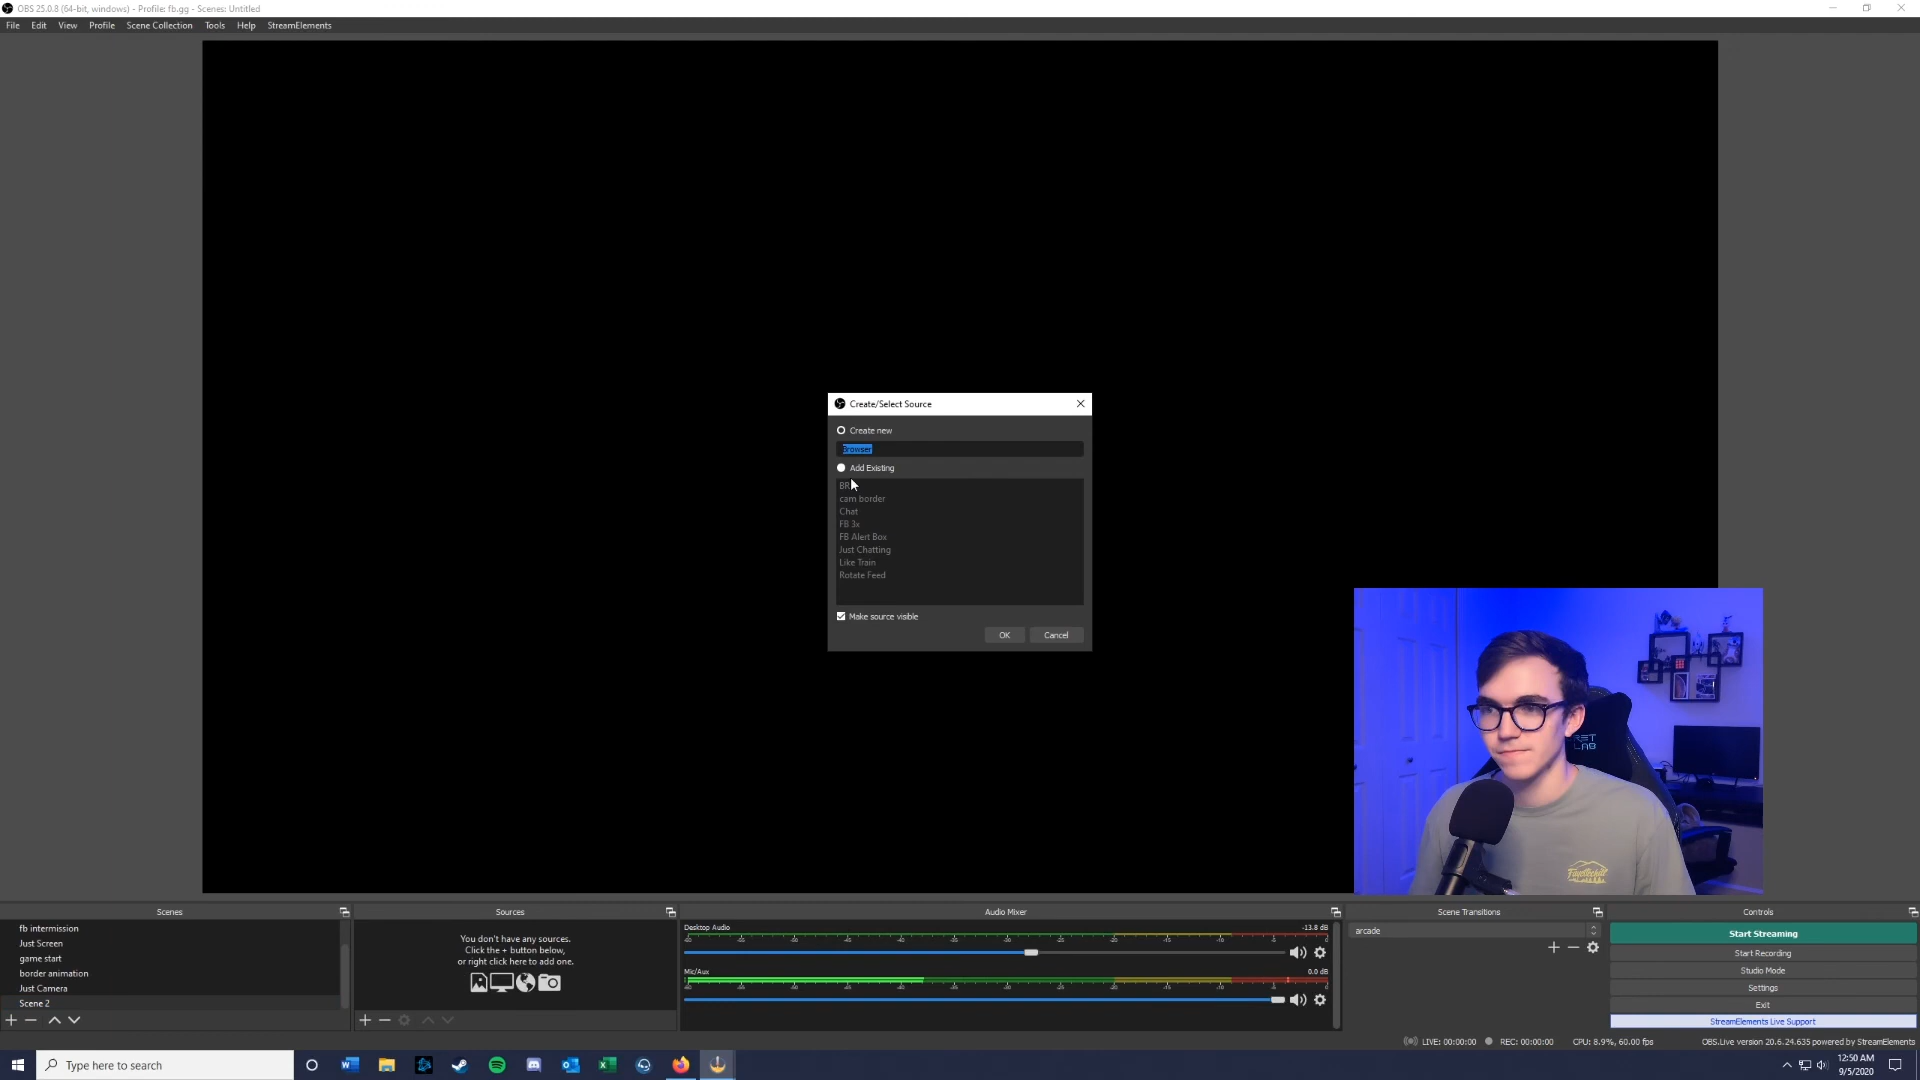 OBS 25.0.8 (64-bit, windows) - Profile: fb.gg - Scenes: Untitled
File Edit View Profile Scene Collection Tools Help StreamElements
Create/Select Source
Create new
Browser
Add Existing
cam border
Chat
FB 3x
FB Alert Box
Just Chatting
Like Train
Rotate Feed
Make source visible
OK Cancel
Scenes
fb intermission
Just Screen
game start
border animation
Just Camera
Scene 2
Sources
You don't have any sources.
Click the + button below,
or right click here to add one.
Audio Mixer
Desktop Audio -13.8 dB
Mic/Aux 0.0 dB
Scene Transitions
arcade
Controls
Start Streaming
Start Recording
Studio Mode
Settings
Exit
StreamElements Live Support
LIVE: 00:00:00 REC: 00:00:00 CPU: 8.9%, 60.00 fps OBS.Live version 20.6.24.635 powered by StreamElements
Type here to search
12:50 AM
9/5/2020